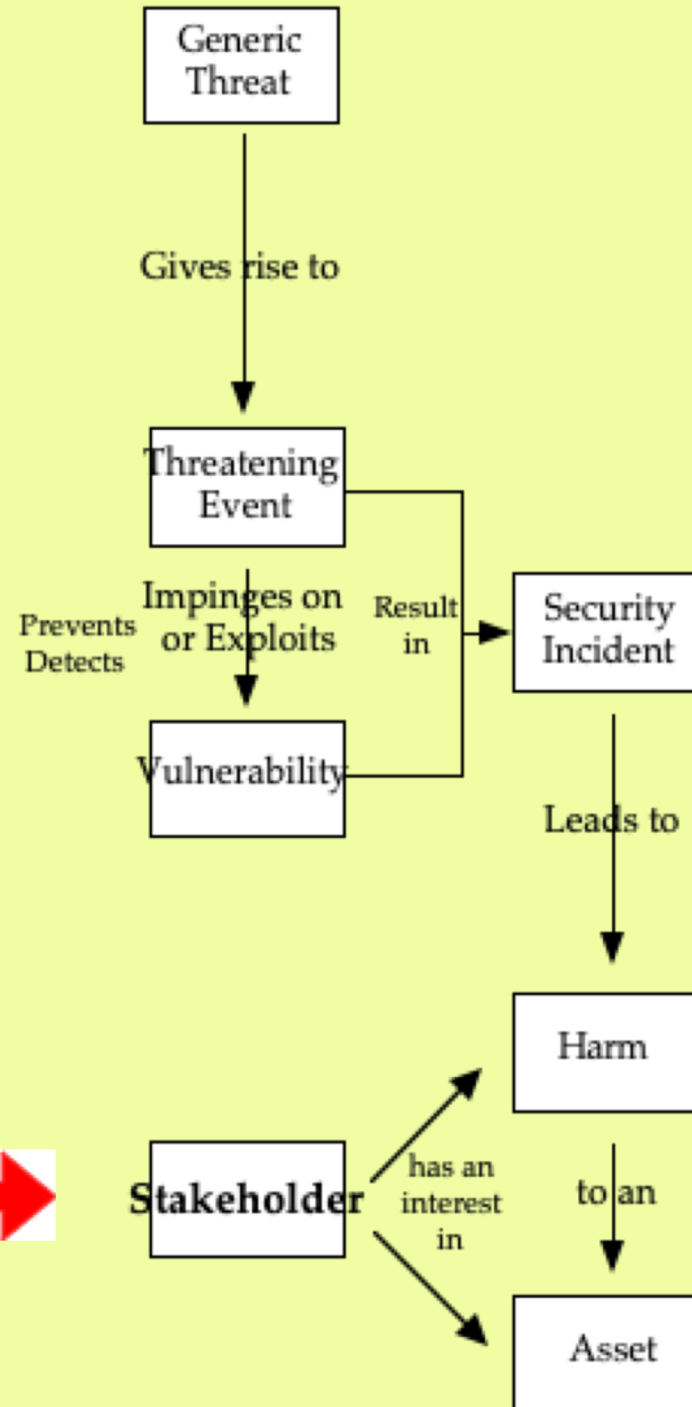 Generic
Threat
Gives rise to
Threatening
Event
Impinges on
or Exploits
Prevents
Detects
Result
in
Security
Incident
Vulnerability
Leads to
Harm
Stakeholder
has an
interest
in
to an
Asset